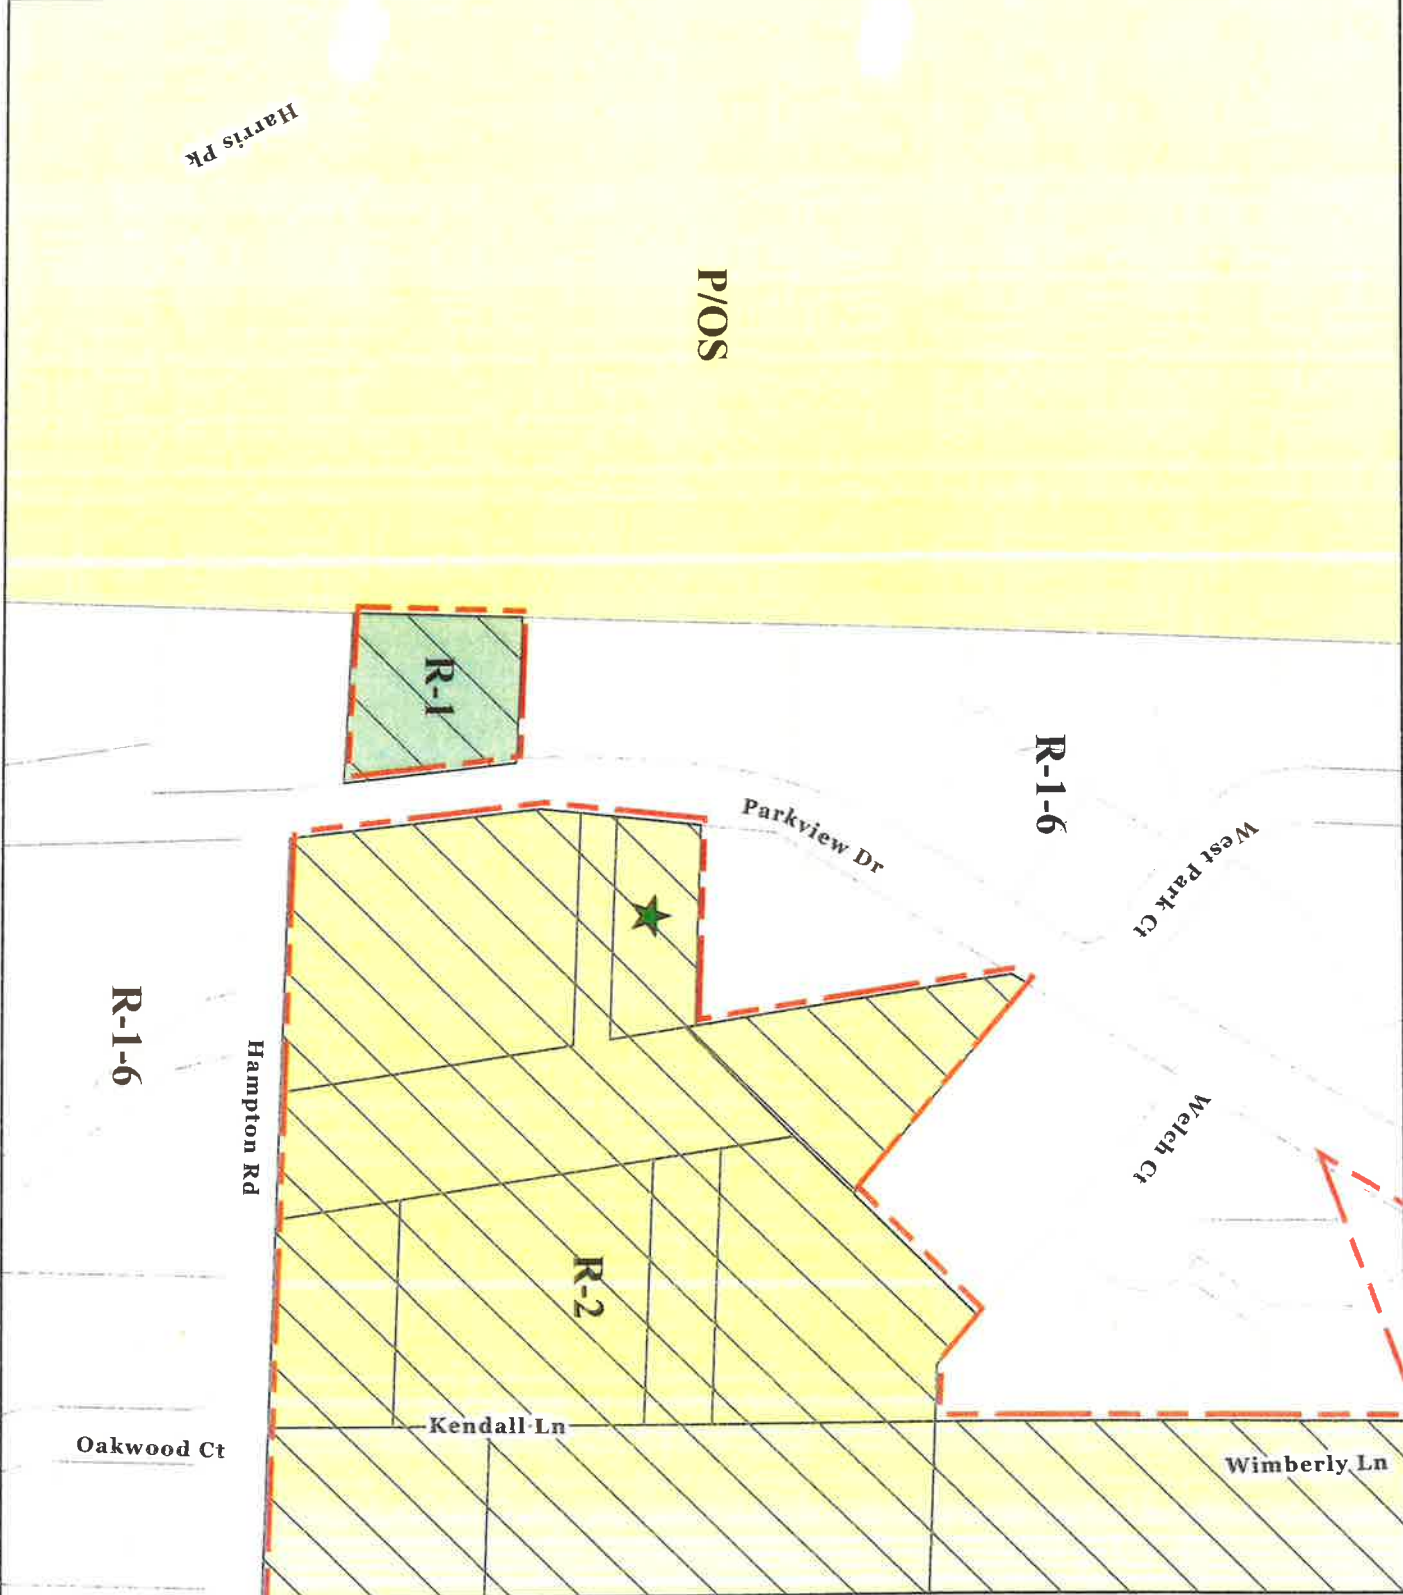 Harris Pk
P/OS
R-1
R-1-6
Parkview Dr
West Park Ct
R-1-6
Hampton Rd
Welch Ct
R-2
Kendall Ln
Oakwood Ct
Wimberly Ln